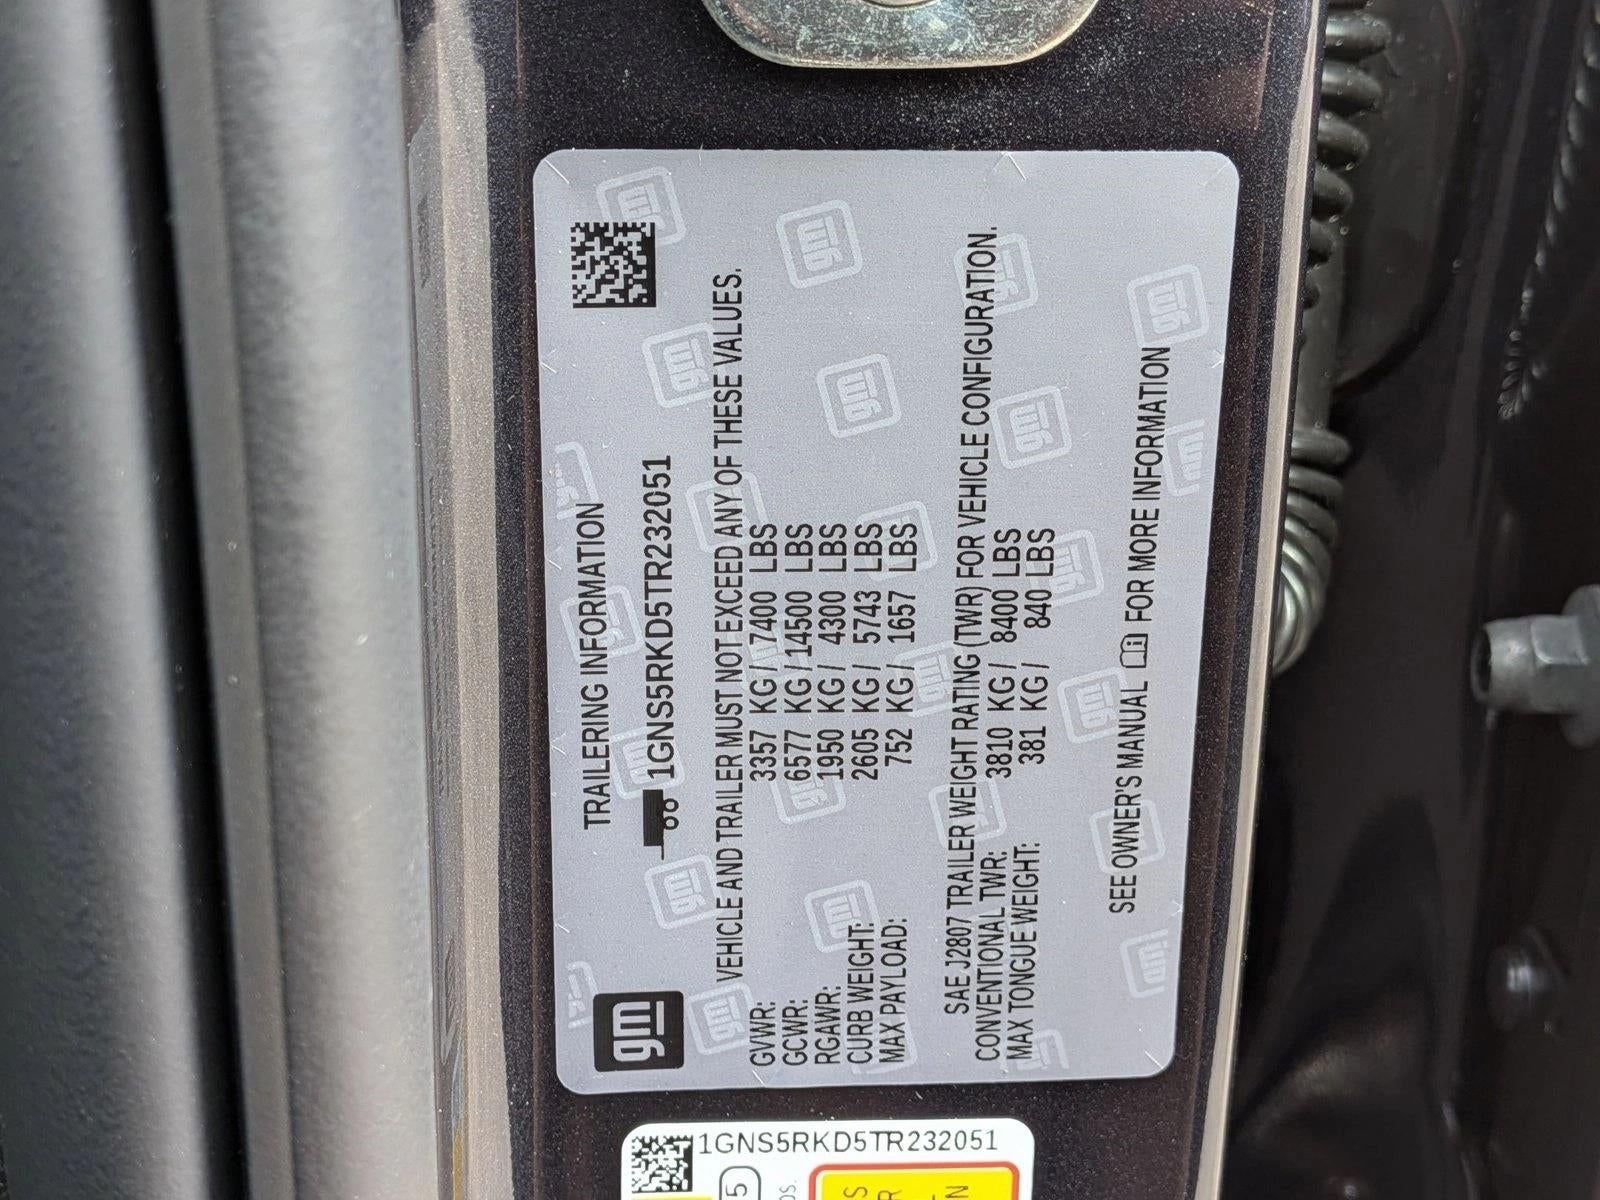 gm
TRAILERING INFORMATION
1GNS5RKD5TR232051
VEHICLE AND TRAILER MUST NOT EXCEED ANY OF THESE VALUES.
GVWR: 3357 KG / 7400 LBS
GCWR: 6577 KG / 14500 LBS
RGAWR: 1950 KG / 4300 LBS
CURB WEIGHT: 2605 KG / 5743 LBS
MAX PAYLOAD: 752 KG / 1657 LBS
SAE J2807 TRAILER WEIGHT RATING (TWR) FOR VEHICLE CONFIGURATION.
CONVENTIONAL TWR: 3810 KG / 8400 LBS
MAX TONGUE WEIGHT: 381 KG / 840 LBS
SEE OWNER'S MANUAL FOR MORE INFORMATION
1GNS5RKD5TR232051